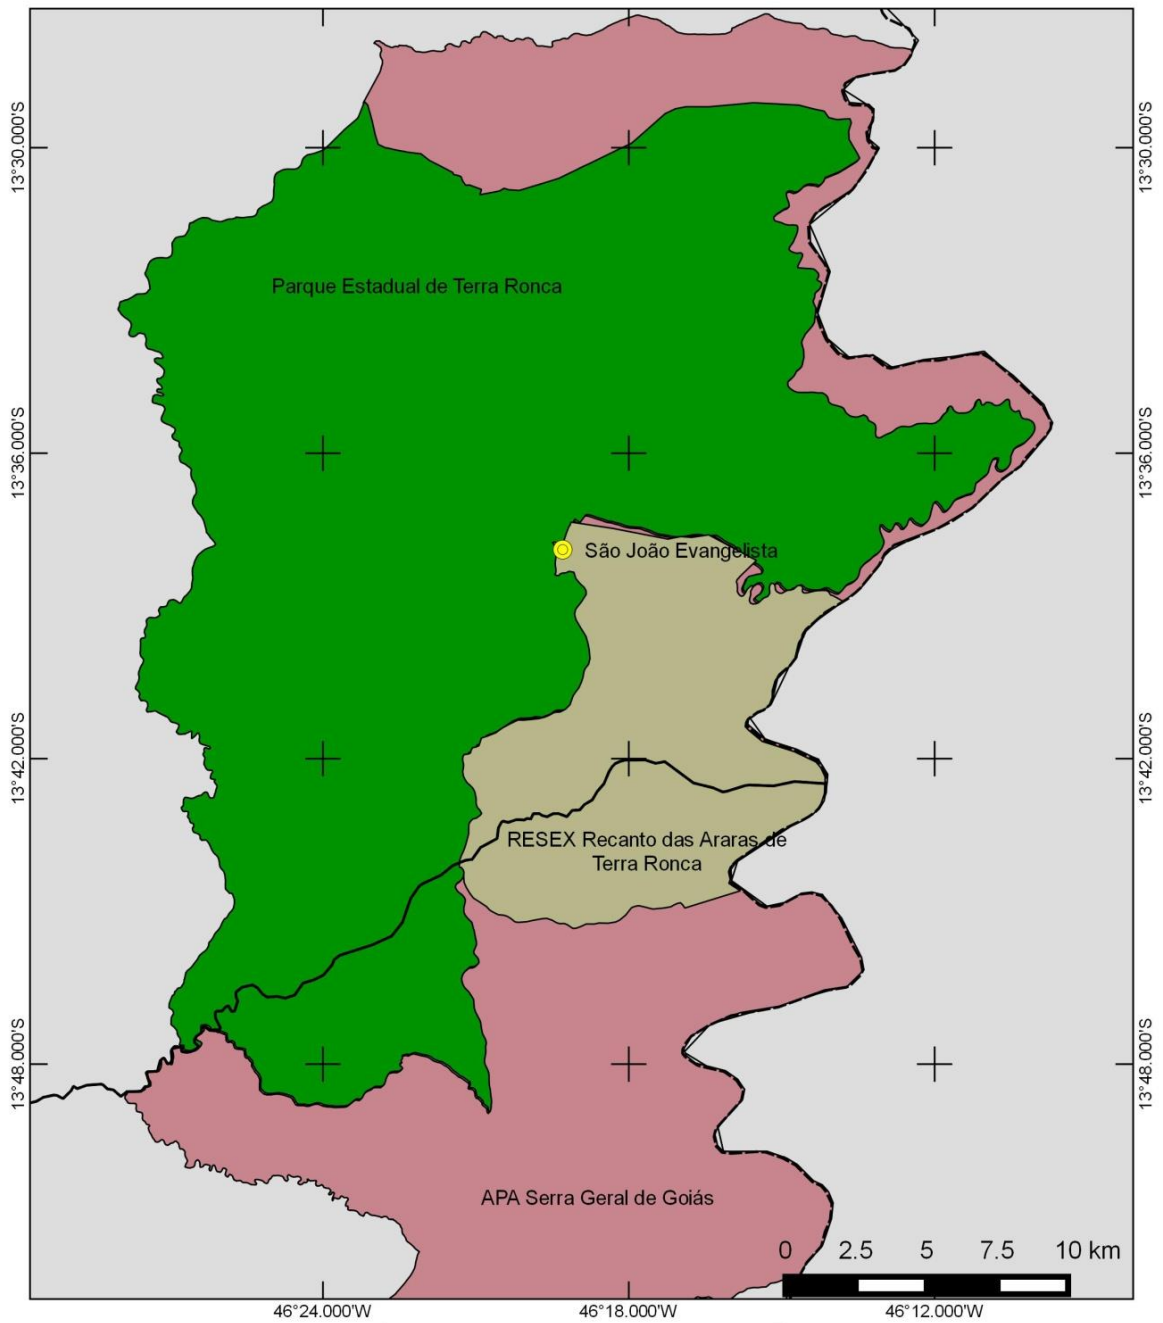 13°30.000'S
13°30.000'S
Parque Estadual de Terra Ronca
13°36.000'S
13°36.000'S
São João Evangelista
13°42.000'S
13°42.000'S
RESEX Recanto das Araras de
Terra Ronca
13°48.000'S
13°48.000'S
APA Serra Geral de Goiás
0 2.5 5 7.5 10 km
46°24.000'W 46°18.000'W 46°12.000'W